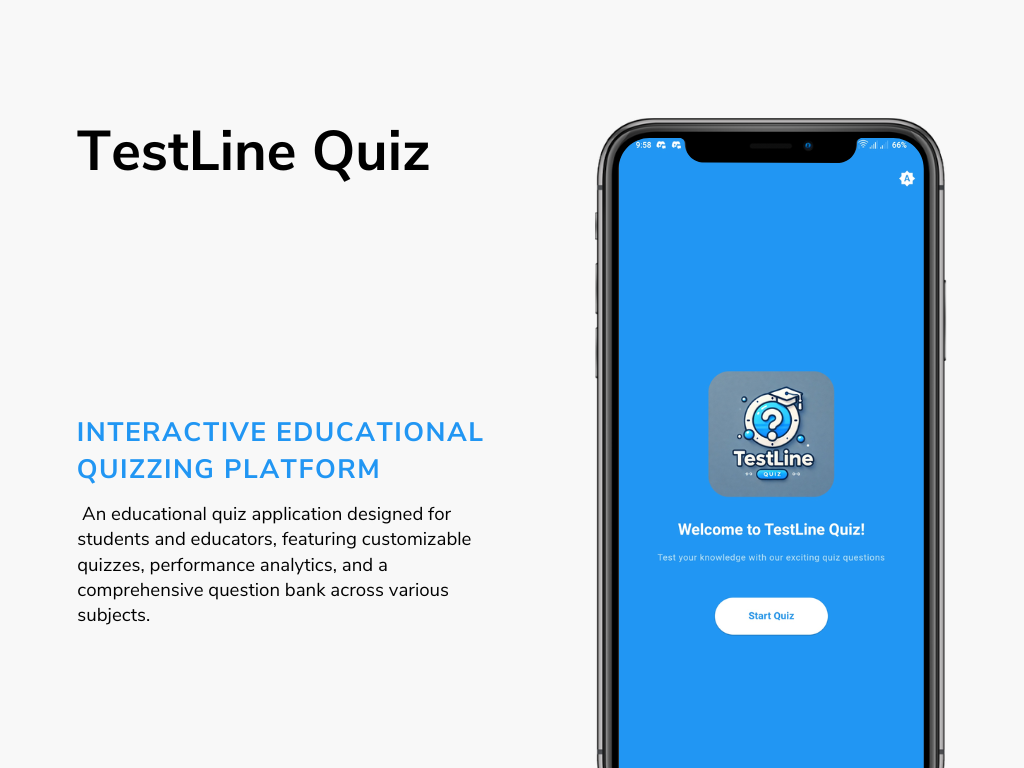 TestLine Quiz
INTERACTIVE EDUCATIONAL
QUIZZING PLATFORM
An educational quiz application designed for
students and educators, featuring customizable
quizzes, performance analytics, and a
comprehensive question bank across various
subjects.
9:58
66%
A
?
TestLine
QUIZ
Welcome to TestLine Quiz!
Test your knowledge with our exciting quiz questions
Start Quiz